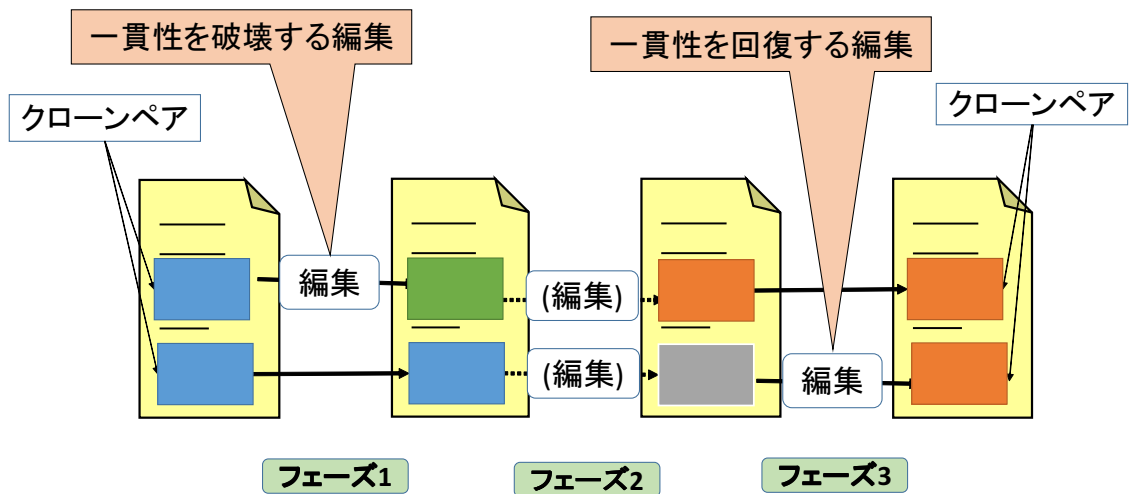 一貫性を破壊する編集
一貫性を回復する編集
クローンペア
クローンペア
編集
(編集)
(編集)
編集
フェーズ1
フェーズ2
フェーズ3